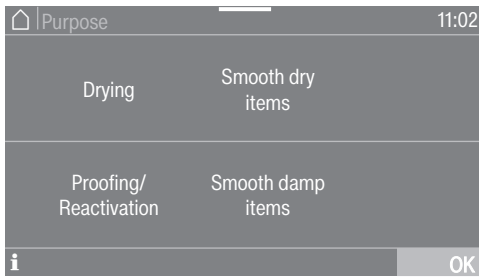 Purpose 11:02
Drying
Smooth dry
items
Proofing/
Reactivation
Smooth damp
items
i OK